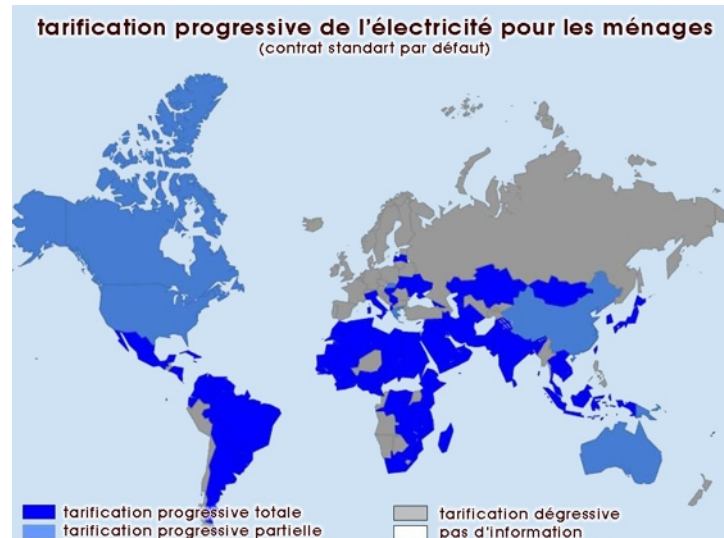 tarification progressive de l'électricité pour les ménages
(contrat standart par défaut)
tarification progressive totale
tarification progressive partielle
tarification dégressive
pas d'information